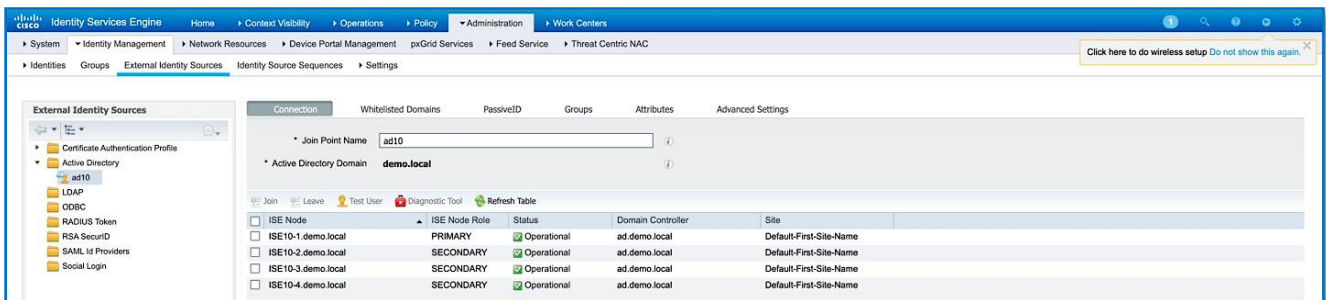 cisco Identity Services Engine Home Context Visibility Operations Policy Administration Work Centers 1
System Identity Management Network Resources Device Portal Management pxGrid Services Feed Service Threat Centric NAC
Click here to do wireless setup Do not show this again. X
Identities Groups External Identity Sources Identity Source Sequences Settings
External Identity Sources
Certificate Authentication Profile
Active Directory
ad10
LDAP
ODBC
RADIUS Token
RSA SecurID
SAML Id Providers
Social Login
Connection Whitelisted Domains PassiveID Groups Attributes Advanced Settings
* Join Point Name ad10
* Active Directory Domain demo.local
Join Leave Test User Diagnostic Tool Refresh Table
ISE Node ISE Node Role Status Domain Controller Site
ISE10-1.demo.local PRIMARY Operational ad.demo.local Default-First-Site-Name
ISE10-2.demo.local SECONDARY Operational ad.demo.local Default-First-Site-Name
ISE10-3.demo.local SECONDARY Operational ad.demo.local Default-First-Site-Name
ISE10-4.demo.local SECONDARY Operational ad.demo.local Default-First-Site-Name